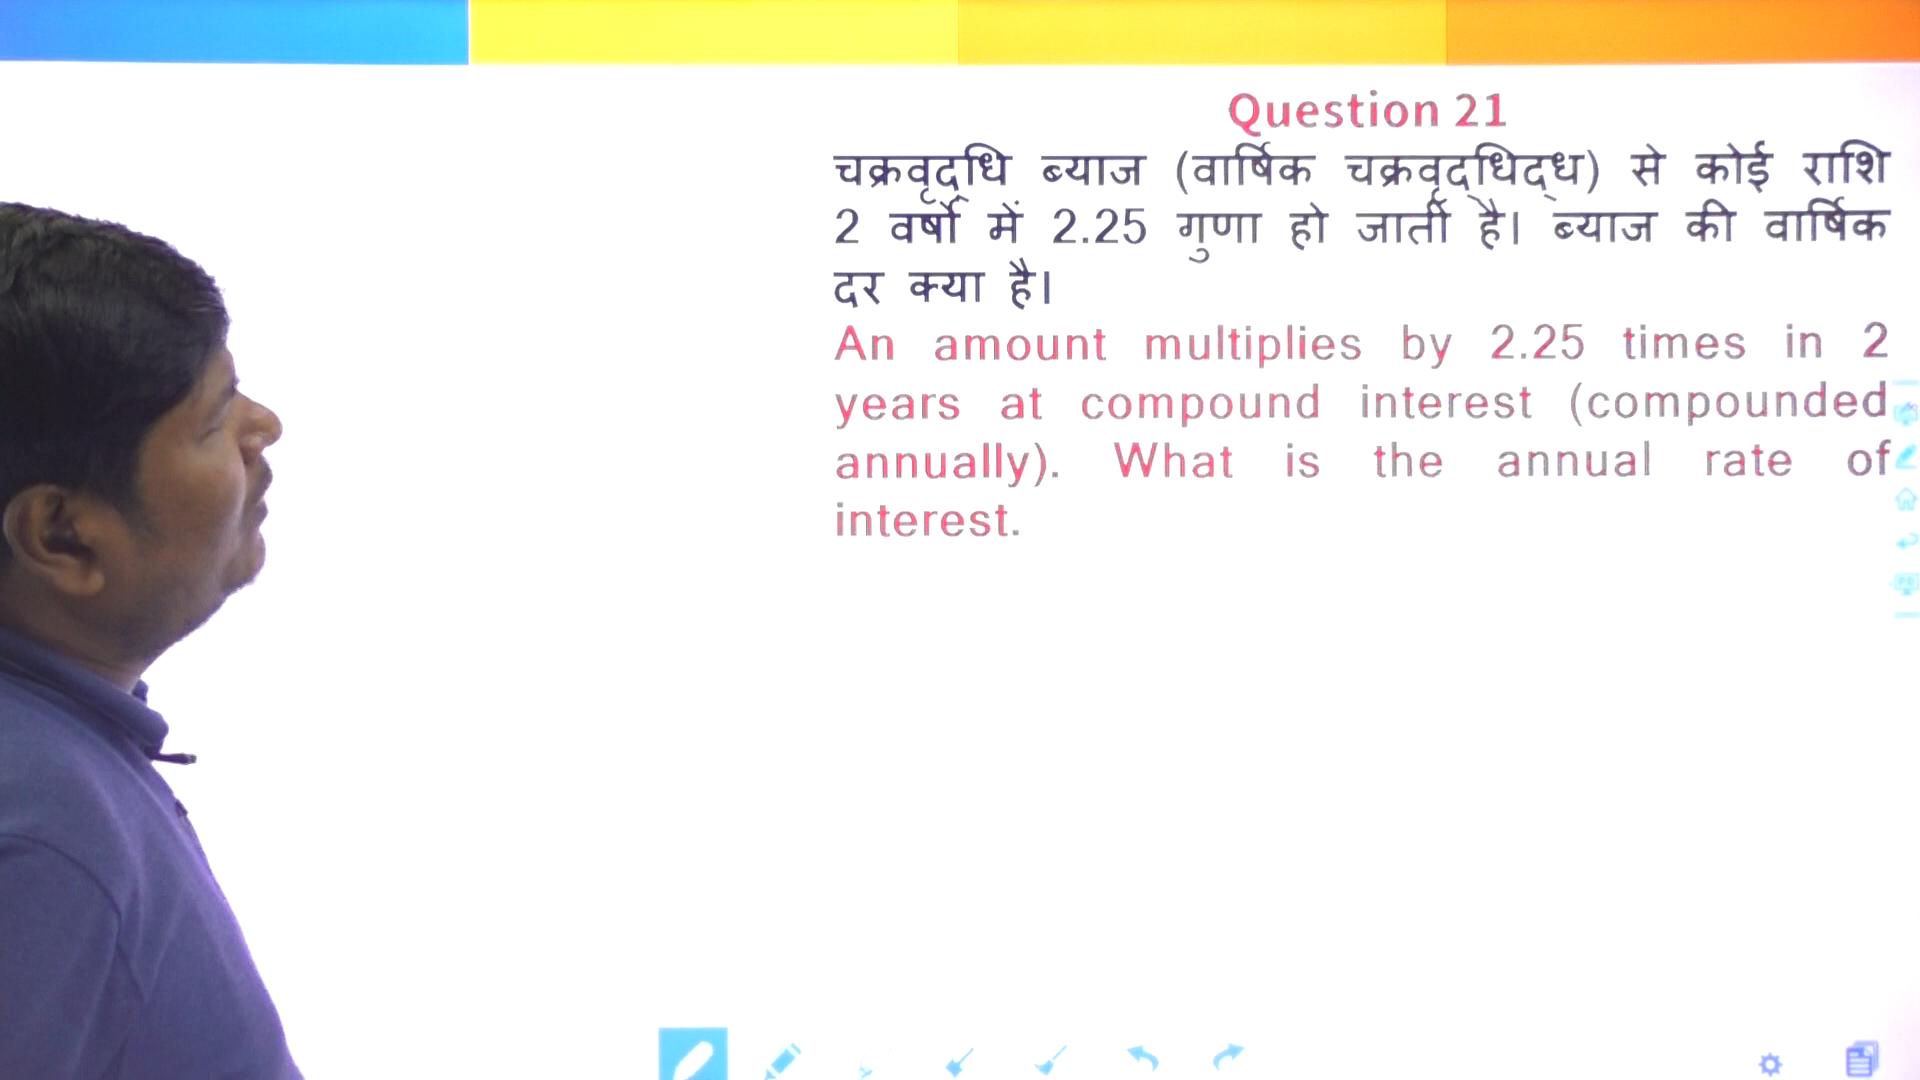 Question 21
चक्रवृद्धि ब्याज (वार्षिक चक्रवृद्धिद्ध) से कोई राशि
2 वर्षों में 2.25 गुणा हो जाती है। ब्याज की वार्षिक
दर क्या है।
An amount multiplies by 2.25 times in 2
years at compound interest (compounded
annually). What is the annual rate of
interest.